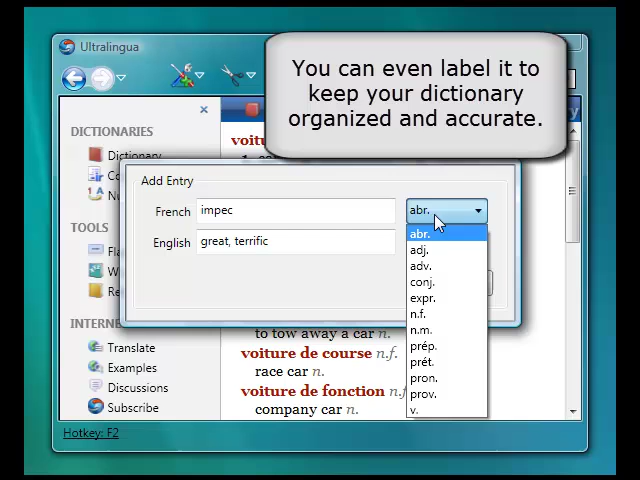 Ultralingua
You can even label it to
keep your dictionary
organized and accurate.
DICTIONARIES
Dictionary
TOOLS
INTERNE
Translate
Examples
Discussions
Subscribe
Hotkey: F2
Add Entry
French
impec
English
great, terrific
abr.
abr.
adj.
adv.
conj.
expr.
n.f.
n.m.
prép.
prét.
pron.
prov.
v.
to tow away a car n.
voiture de course n.f.
race car n.
voiture de fonction n.f
company car n.